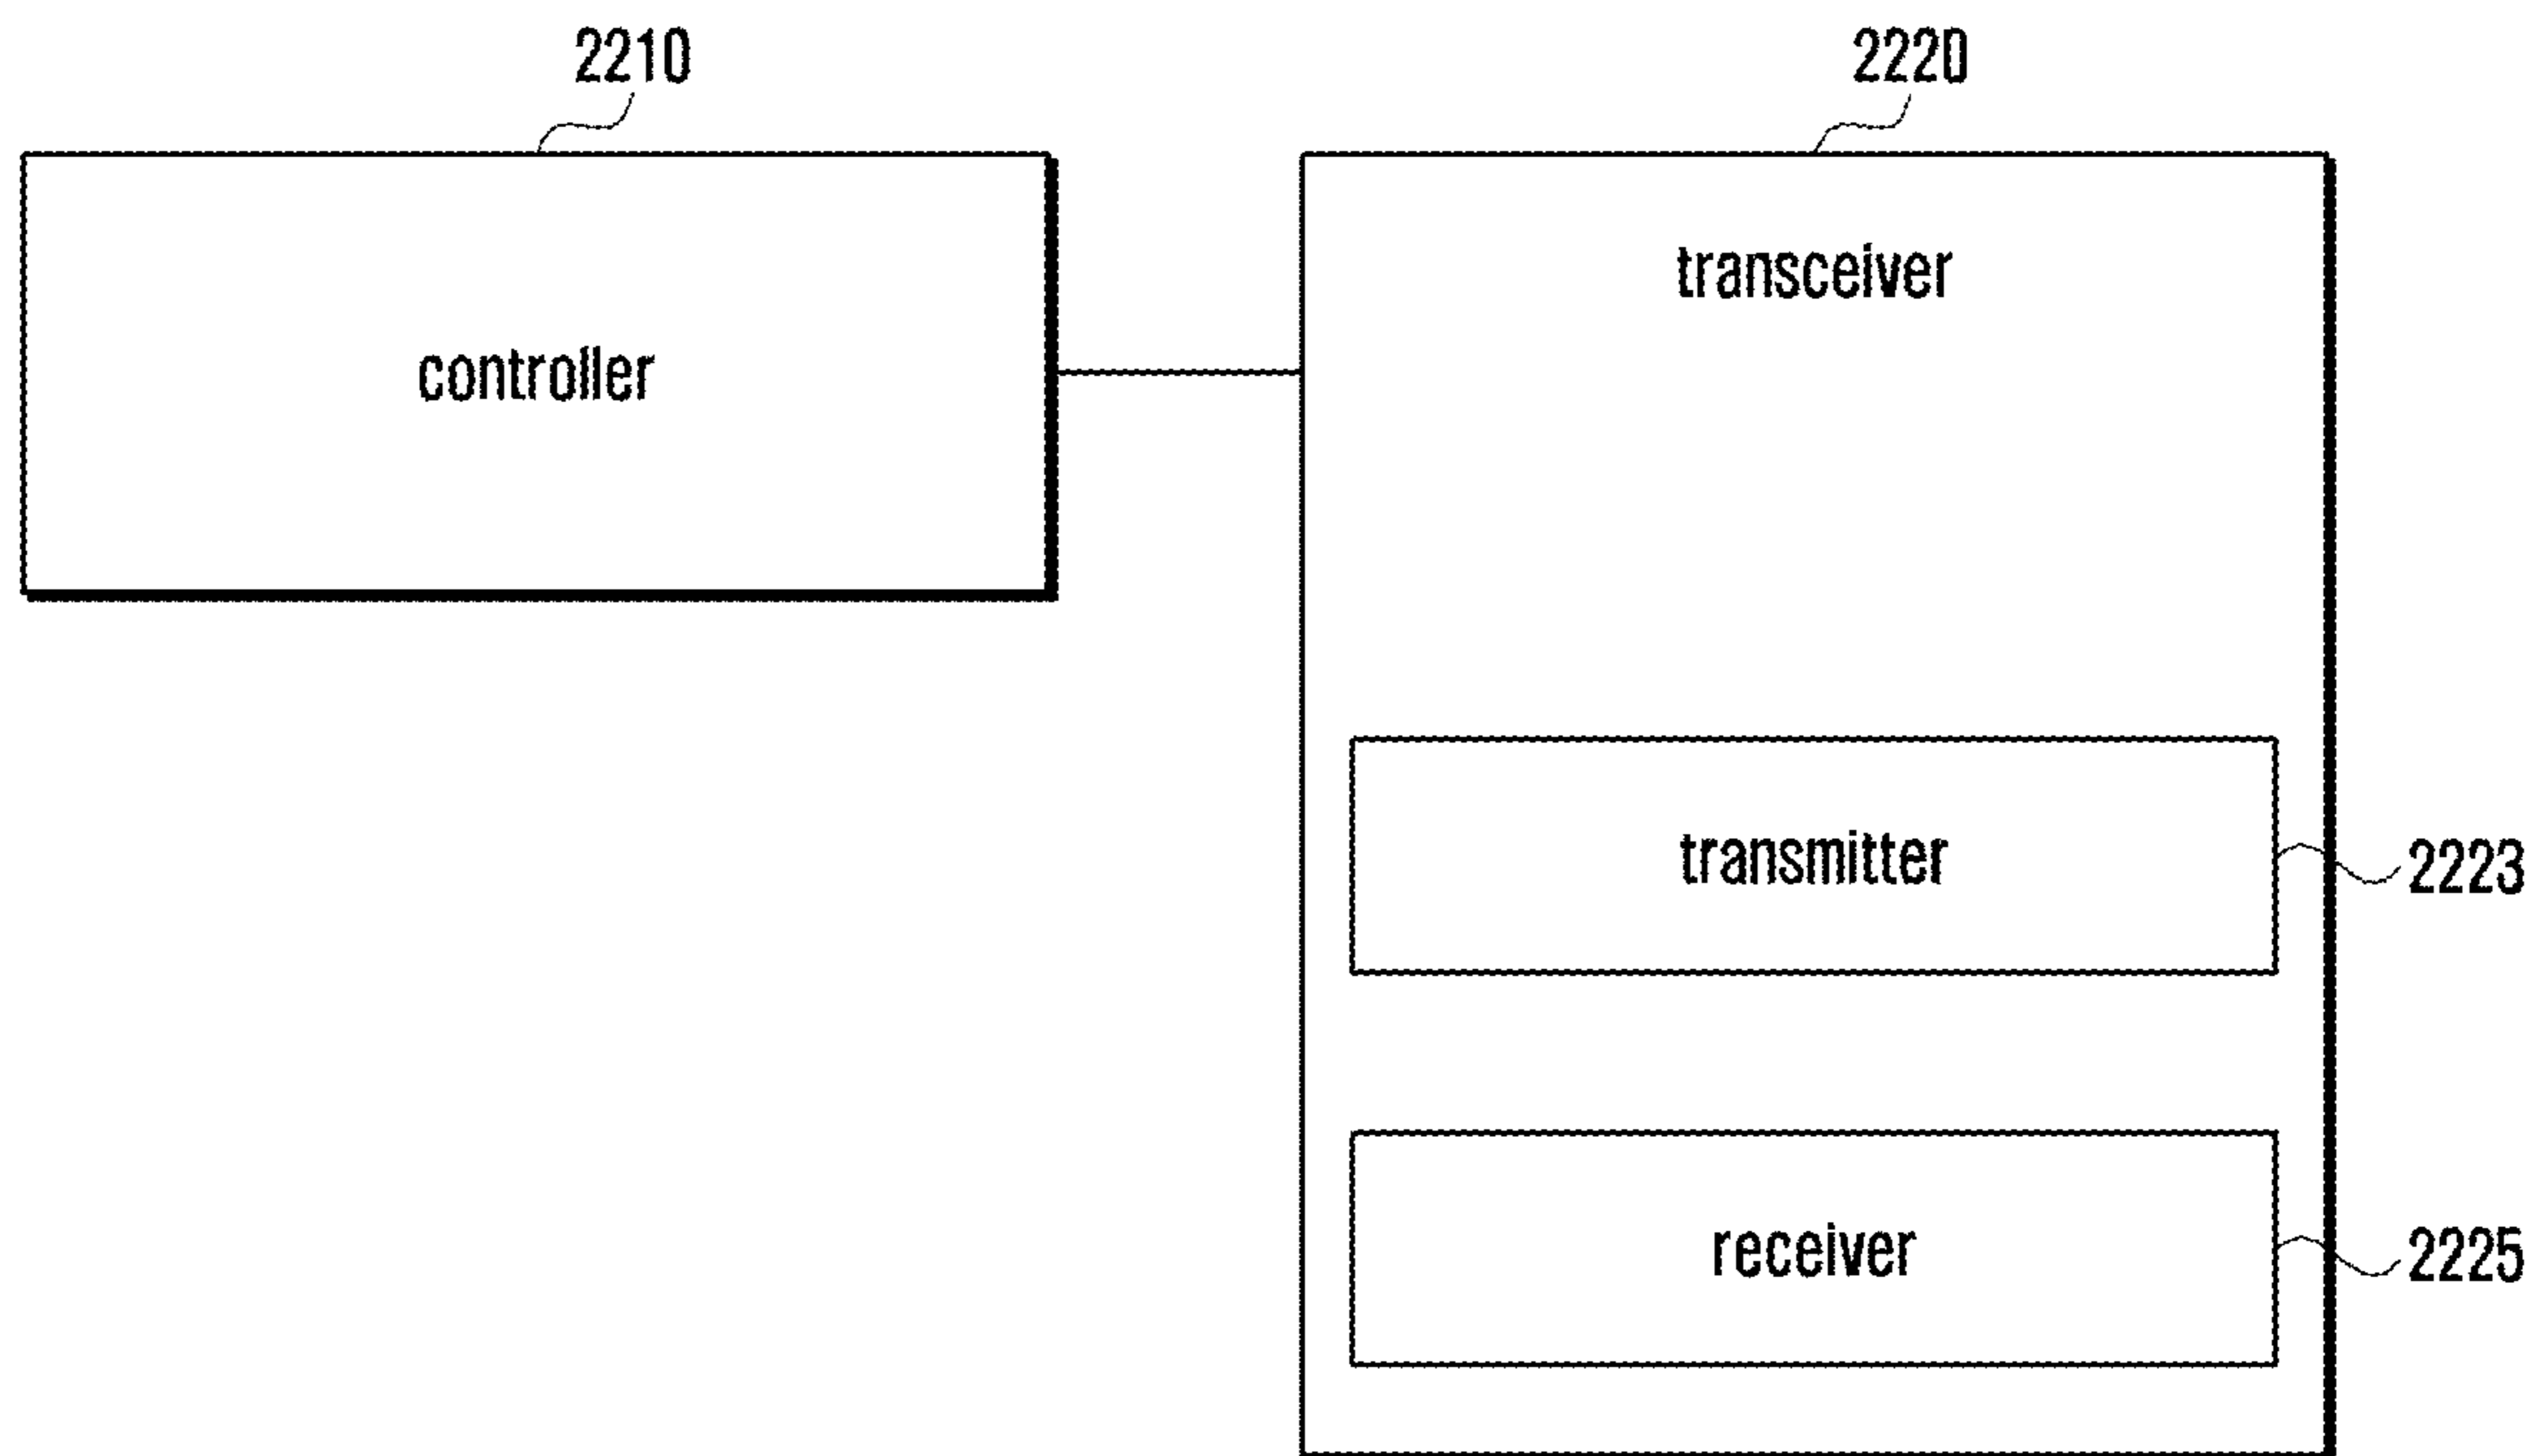 2210
2220
transceiver
controller
transmitter
2223
receiver
2225